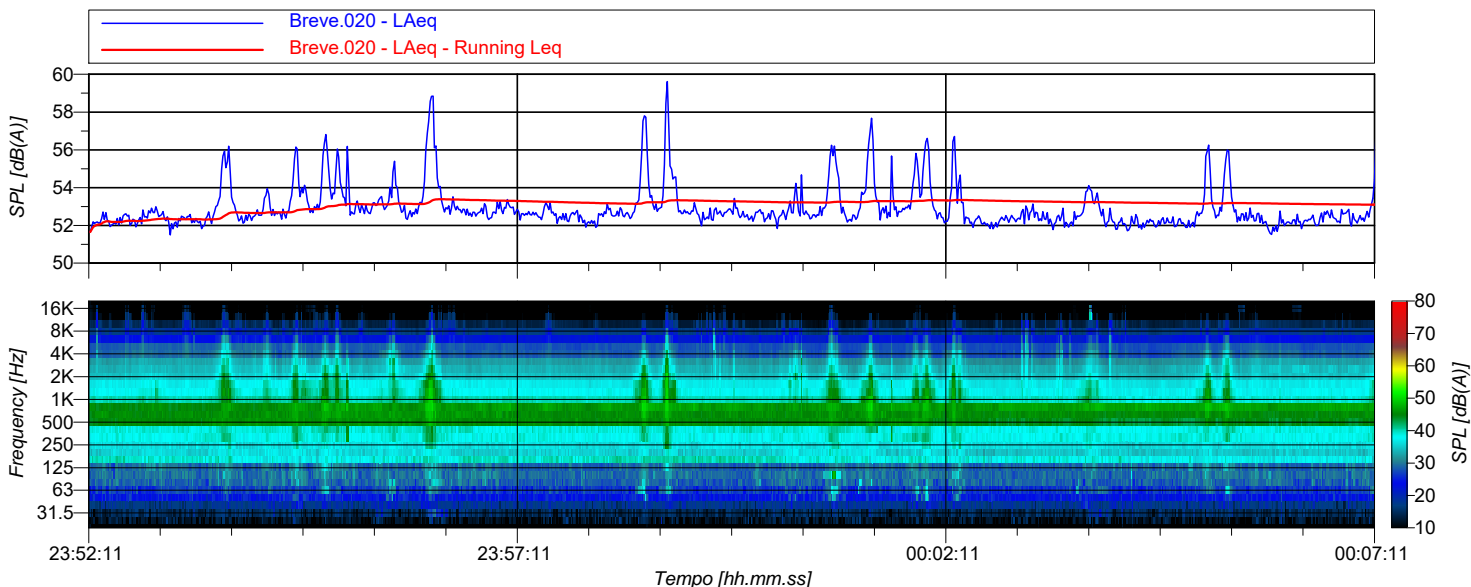 Breve.020 - LAeq
Breve.020 - LAeq - Running Leq
SPL [dB(A)]
60
58
56
54
52
50
Frequency [Hz]
16K
8K
4K
2K
1K
500
250
125
63
31.5
80
70
60
50
40
30
20
10
SPL [dB(A)]
23:52:11
23:57:11
00:02:11
00:07:11
Tempo [hh.mm.ss]